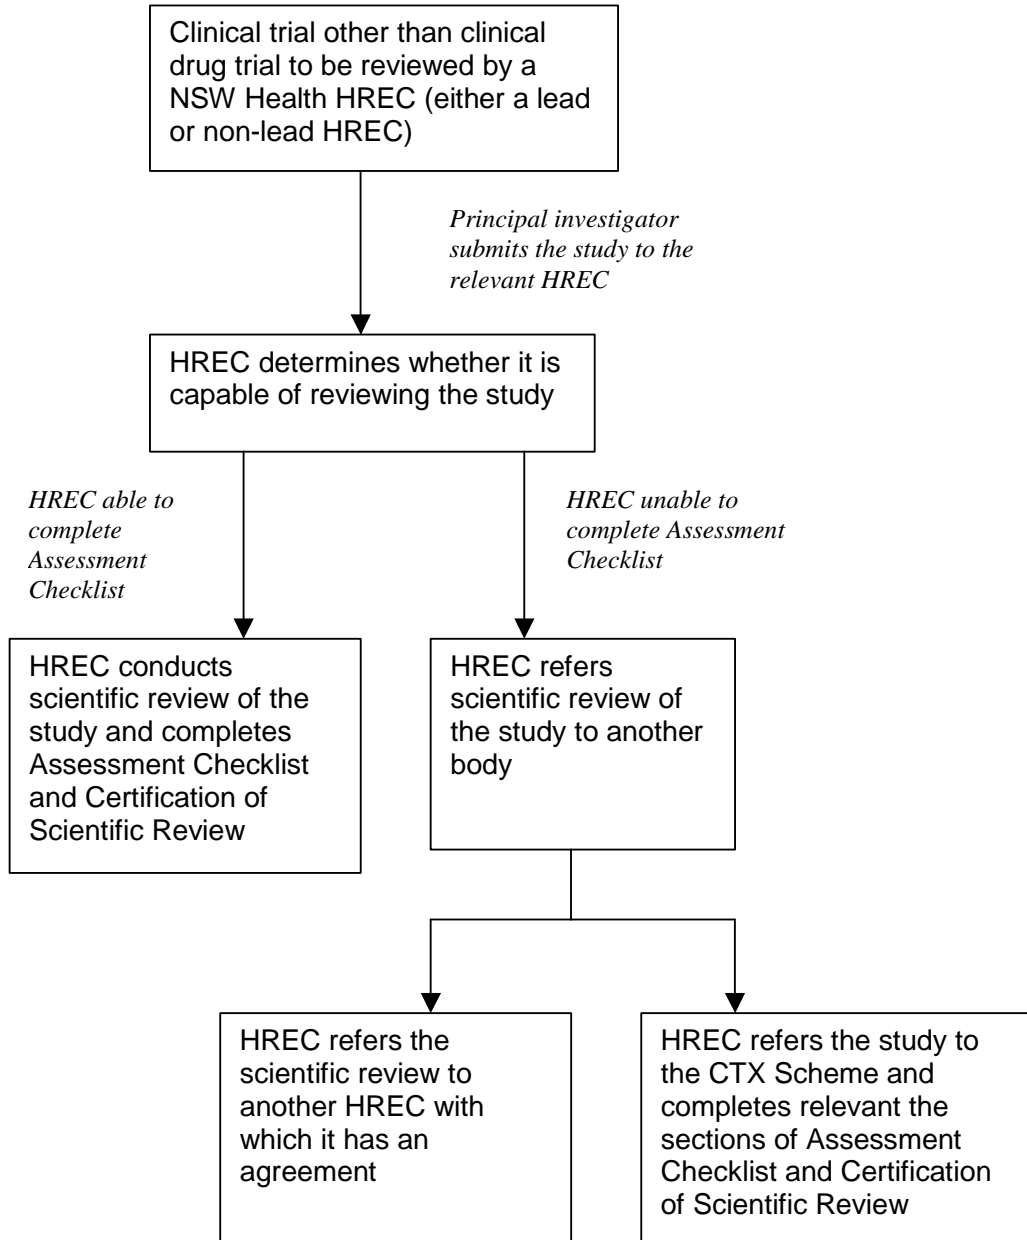 Clinical trial other than clinical
drug trial to be reviewed by a
NSW Health HREC (either a lead
or non-lead HREC)
Principal investigator
submits the study to the
relevant HREC
HREC determines whether it is
capable of reviewing the study
HREC able to
complete
Assessment
Checklist
HREC unable to
complete Assessment
Checklist
HREC conducts
scientific review of the
study and completes
Assessment Checklist
and Certification of
Scientific Review
HREC refers
scientific review of
the study to another
body
HREC refers the
scientific review to
another HREC with
which it has an
agreement
HREC refers the study to
the CTX Scheme and
completes relevant the
sections of Assessment
Checklist and Certification
of Scientific Review